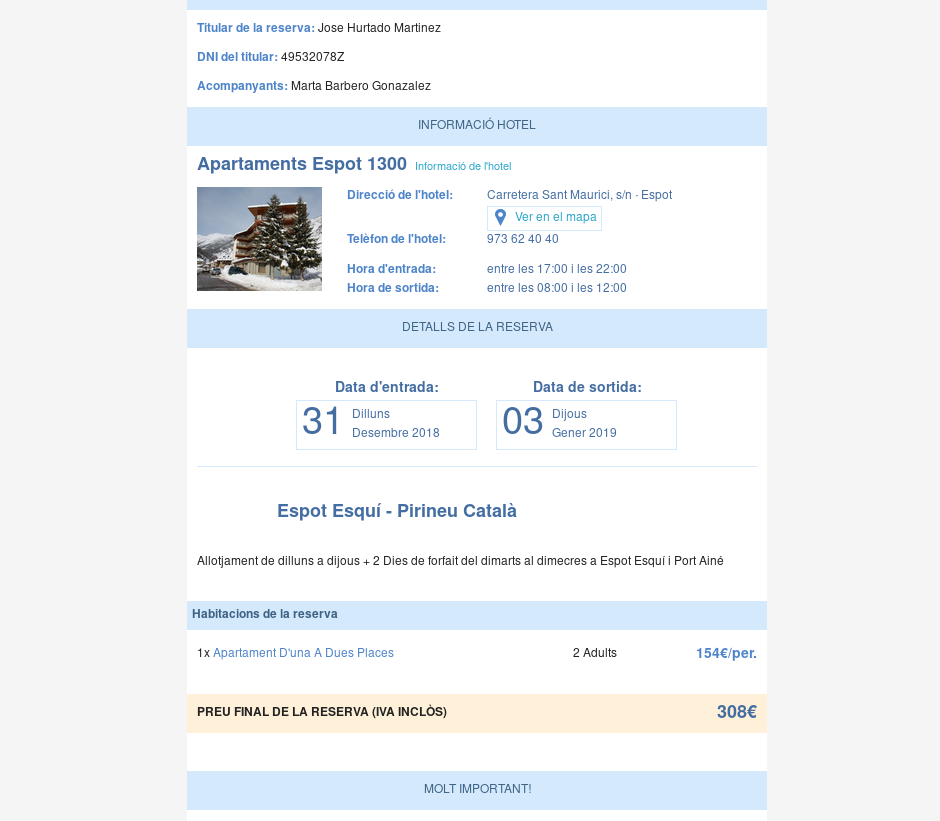 Titular de la reserva: Jose Hurtado Martinez
DNI del titular: 49532078Z
Acompanyants: Marta Barbero Gonazalez
INFORMACIÓ HOTEL
Apartaments Espot 1300 Informació de l'hotel
Direcció de l'hotel: Carretera Sant Maurici, s/n · Espot
Ver en el mapa
Telèfon de l'hotel: 973 62 40 40
Hora d'entrada: entre les 17:00 i les 22:00
Hora de sortida: entre les 08:00 i les 12:00
DETALLS DE LA RESERVA
Data d'entrada: Data de sortida:
31 Dilluns Desembre 2018
03 Dijous Gener 2019
Espot Esquí - Pirineu Català
Allotjament de dilluns a dijous + 2 Dies de forfait del dimarts al dimecres a Espot Esquí i Port Ainé
Habitacions de la reserva
1x Apartament D'una A Dues Places 2 Adults 154€/per.
PREU FINAL DE LA RESERVA (IVA INCLÒS) 308€
MOLT IMPORTANT!